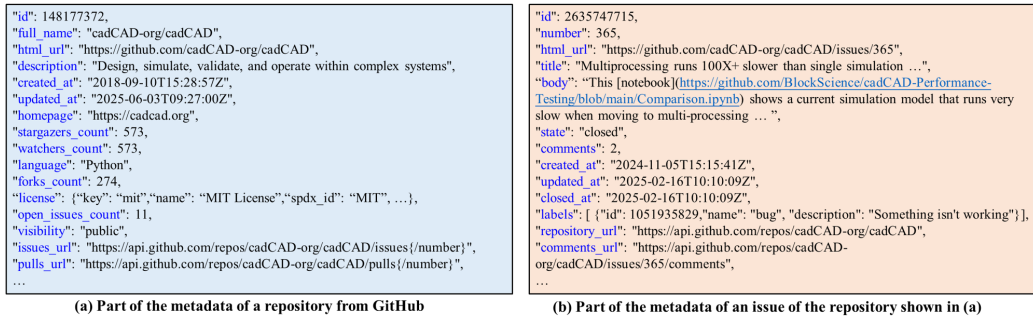 "id": 148177372,
"full_name": "cadCAD-org/cadCAD",
"html_url": "https://github.com/cadCAD-org/cadCAD",
"description": "Design, simulate, validate, and operate within complex systems",
"created_at": "2018-09-10T15:28:57Z",
"updated_at": "2025-06-03T09:27:00Z",
"homepage": "https://cadcad.org",
"stargazers_count": 573,
"watchers_count": 573,
"language": "Python",
"forks_count": 274,
“license”: {“key”: “mit”,“name”: “MIT License”,“spdx_id”: “MIT”, …},
"open_issues_count": 11,
"visibility": "public",
"issues_url": "https://api.github.com/repos/cadCAD-org/cadCAD/issues{/number}",
"pulls_url": "https://api.github.com/repos/cadCAD-org/cadCAD/pulls{/number}",
…
(a) Part of the metadata of a repository from GitHub
"id": 2635747715,
"number": 365,
"html_url": "https://github.com/cadCAD-org/cadCAD/issues/365",
"title": "Multiprocessing runs 100X+ slower than single simulation …",
“body”: “This [notebook](https://github.com/BlockScience/cadCAD-Performance-
Testing/blob/main/Comparison.ipynb) shows a current simulation model that runs very
slow when moving to multi-processing … ”,
"state": "closed",
"comments": 2,
"created_at": "2024-11-05T15:15:41Z",
"updated_at": "2025-02-16T10:10:09Z",
"closed_at": "2025-02-16T10:10:09Z",
"labels": [ {"id": 1051935829,"name": "bug", "description": "Something isn't working"}],
"repository_url": "https://api.github.com/repos/cadCAD-org/cadCAD",
"comments_url": "https://api.github.com/repos/cadCAD-
org/cadCAD/issues/365/comments",
…
(b) Part of the metadata of an issue of the repository shown in (a)